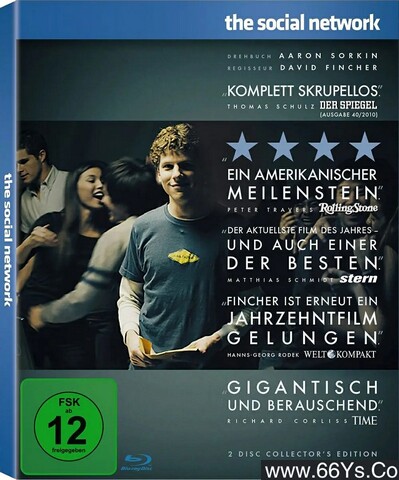 the social network
DREHBUCH AARON SORKIN
REGISSEUR DAVID FINCHER
„KOMPLETT SKRUPELLOS.“
THOMAS SCHULZ DER SPIEGEL
(AUSGABE 40/2010)
★ ★ ★ ★
„EIN AMERIKANISCHER
MEILENSTEIN.“
PETER TRAVERS RollingStone
„DER AKTUELLSTE FILM DES JAHRES –
UND AUCH EINER
DER BESTEN.“
MATTHIAS SCHMIDT stern
„FINCHER IST ERNEUT EIN
JAHRZEHNTFILM
GELUNGEN.“
HANNS-GEORG RODEK WELT KOMPAKT
„GIGANTISCH
UND BERAUSCHEND.“
RICHARD CORLISS TIME
2 DISC COLLECTOR'S EDITION
the social network
FSK
ab
12
freigegeben
Blu-ray Disc
www.66Ys.Co